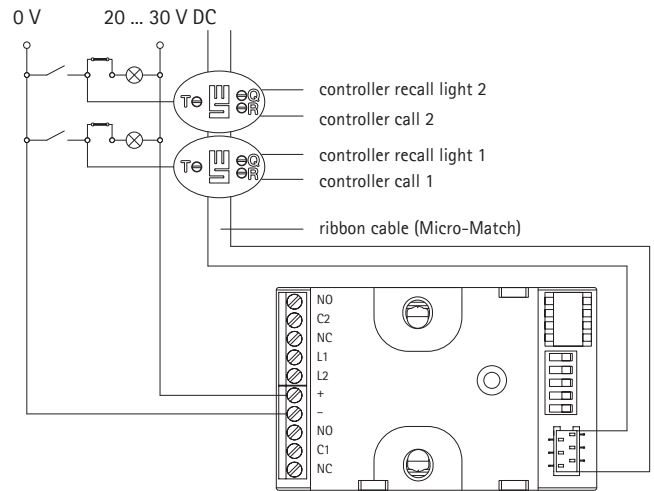 0 V
20 ... 30 V DC
T Q R
controller recall light 2
controller call 2
T Q R
controller recall light 1
controller call 1
ribbon cable (Micro-Match)
NO
C2
NC
L1
L2
+
–
NO
C1
NC